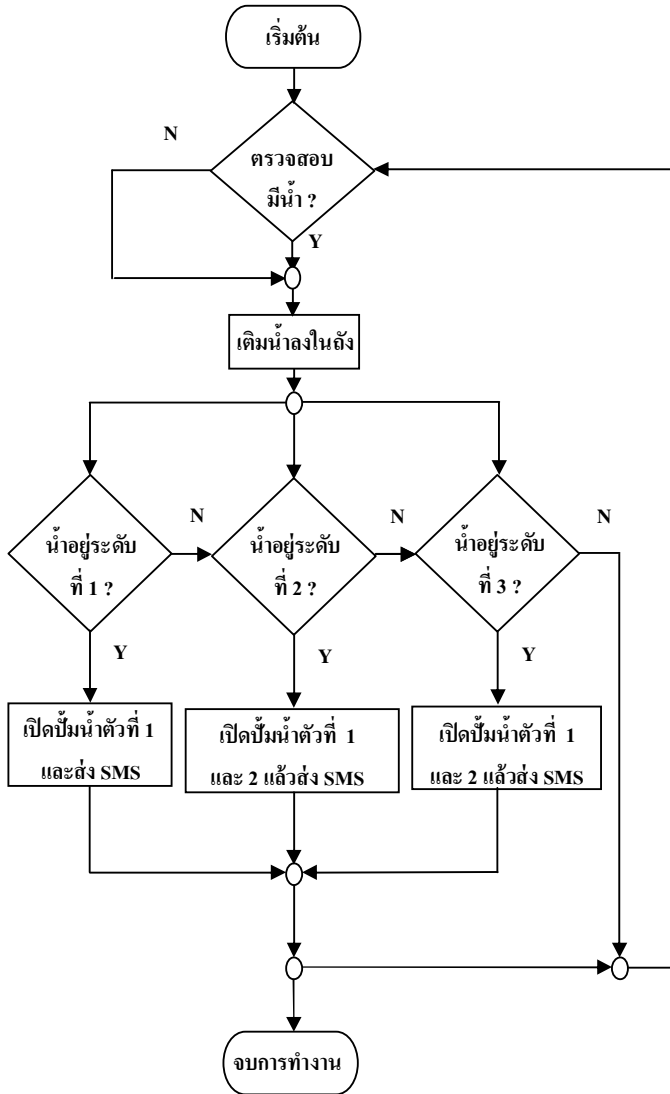 เริ่มต้น
N
ตรวจสอบ
มีน้ำ ?
Y
เติมน้ำลงในถัง
น้ำอยู่ระดับ
ที่ 1 ?
N
น้ำอยู่ระดับ
ที่ 2 ?
N
น้ำอยู่ระดับ
ที่ 3 ?
N
Y
Y
Y
เปิดปั้มน้ำตัวที่ 1
และส่ง SMS
เปิดปั้มน้ำตัวที่ 1
และ 2 แล้วส่ง SMS
เปิดปั้มน้ำตัวที่ 1
และ 2 แล้วส่ง SMS
จบการทำงาน